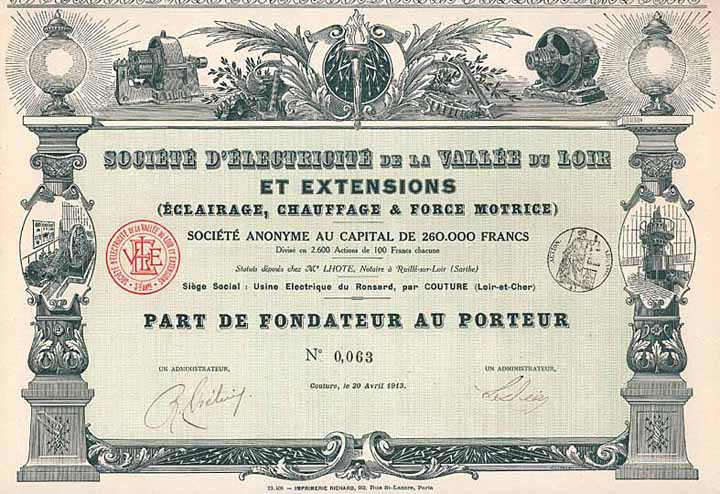 SOCIÉTÉ D'ÉLECTRICITÉ DE LA VALLÉE DU LOIR
ET EXTENSIONS
(ÉCLAIRAGE, CHAUFFAGE & FORCE MOTRICE)
SOCIÉTÉ ANONYME AU CAPITAL DE 260.000 FRANCS
Divisé en 2.600 Actions de 100 Francs chacune
Statuts déposés chez Me LHOTE, Notaire à Ruillé-sur-Loir (Sarthe)
Siège Social : Usine Electrique du Ronsard, par COUTURE (Loir-et-Cher)
PART DE FONDATEUR AU PORTEUR
No 0,063
UN ADMINISTRATEUR, UN ADMINISTRATEUR,
Couture, le 20 Avril 1913.
IMPRIMERIE RICHARD, 90, Rue St-Lazare, Paris